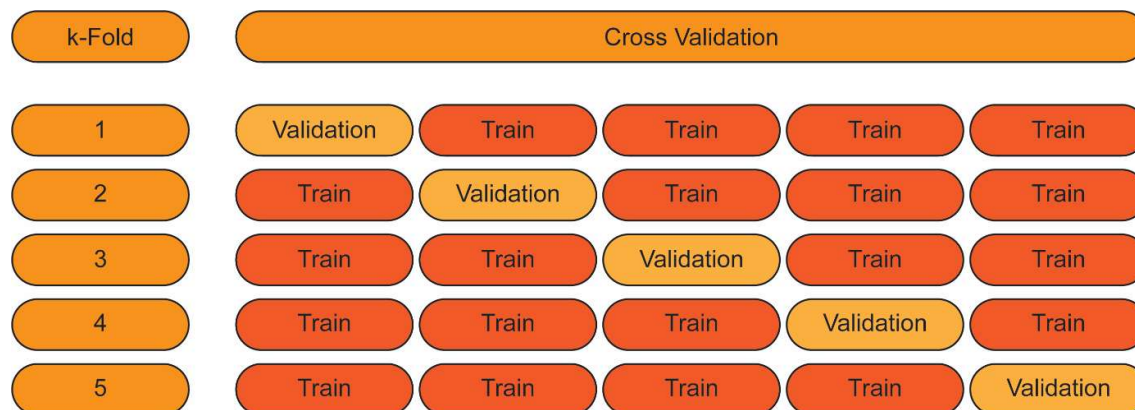 k-Fold Cross Validation
1 Validation Train Train Train Train
2 Train Validation Train Train Train
3 Train Train Validation Train Train
4 Train Train Train Validation Train
5 Train Train Train Train Validation